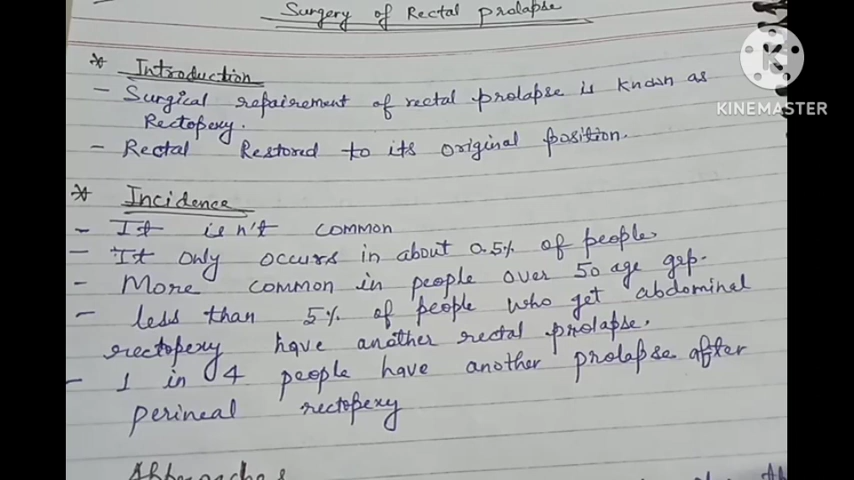 Surgery of Rectal prolapse
* Introduction
KINEMASTER
- Surgical repairement of rectal prolapse is known as
Rectopexy.
- Rectal Restored to its original position.
* Incidence
- It isn't common
- It only occurs in about 0.5% of people.
- More common in people over 50 age grp.
- less than 5% of people who get abdominal
rectopexy have another rectal prolapse.
- 1 in 4 people have another prolapse after
perineal rectopexy
Approaches